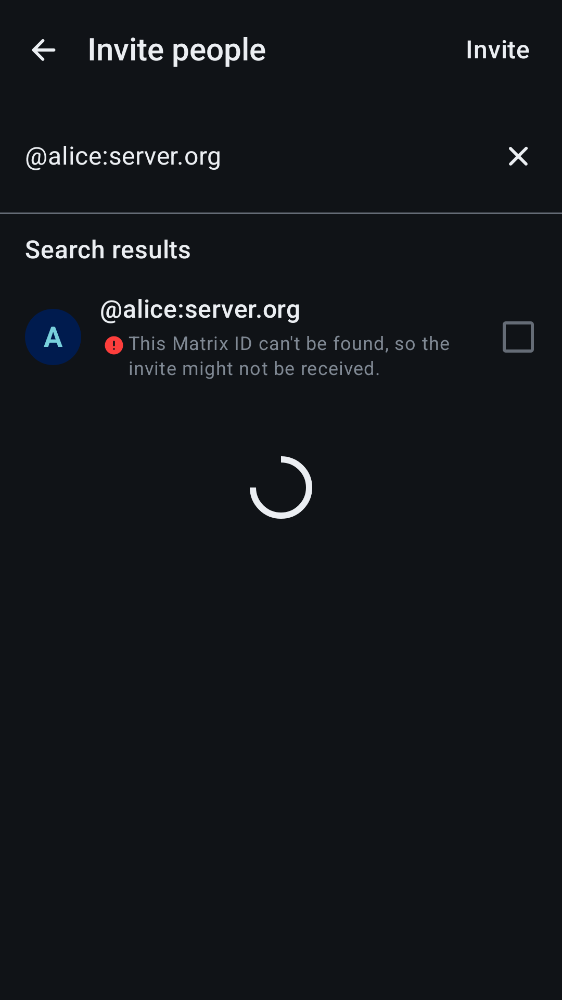 Invite people
Invite
@alice:server.org
Search results
A
@alice:server.org
This Matrix ID can't be found, so the
invite might not be received.